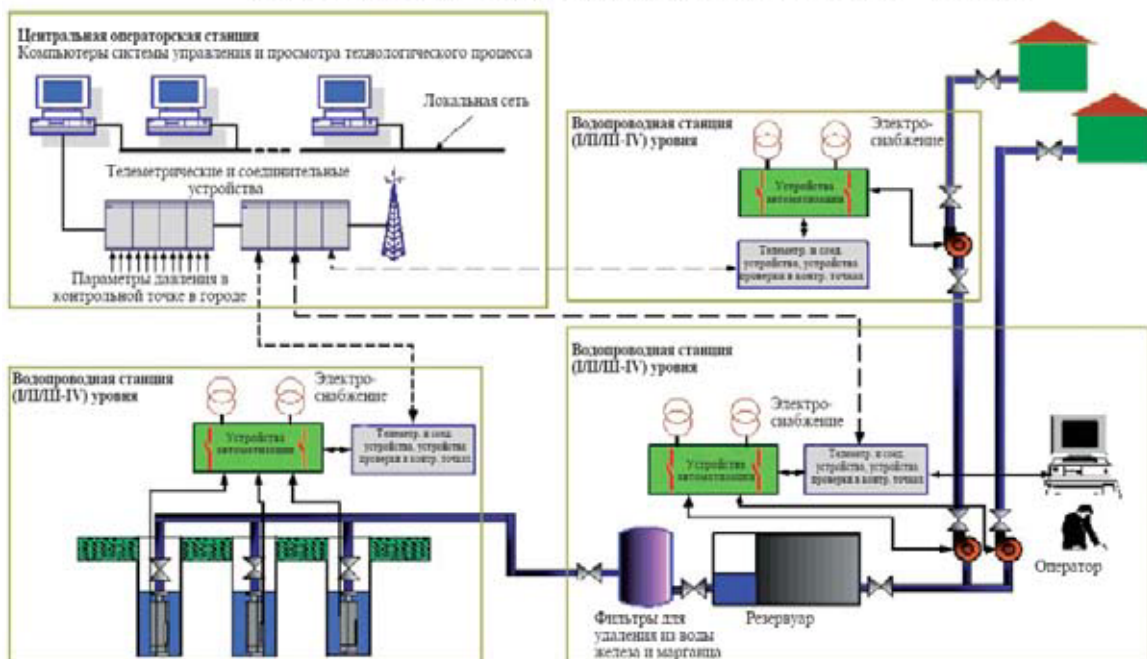 Центральная операторская станция
Компьютеры системы управления и просмотра технологического процесса
Локальная сеть
Телеметрические и соединительные
устройства
Параметры давления в
контрольной точке в городе
Водопроводная станция
(I/II/III-IV) уровня
Электро-
снабжение
Устройства
автоматизации
Телеметр. и соед.
устройства, устройства
проверки в контр. точках
Водопроводная станция
(I/II/III-IV) уровня
Электро-
снабжение
Устройства
автоматизации
Телеметр. и соед.
устройства, устройства
проверки в контр. точках
Водопроводная станция
(I/II/III-IV) уровня
Электро-
снабжение
Устройства
автоматизации
Телеметр. и соед.
устройства, устройства
проверки в контр. точках
Оператор
Фильтры для
удаления из воды
железа и марганца
Резервуар